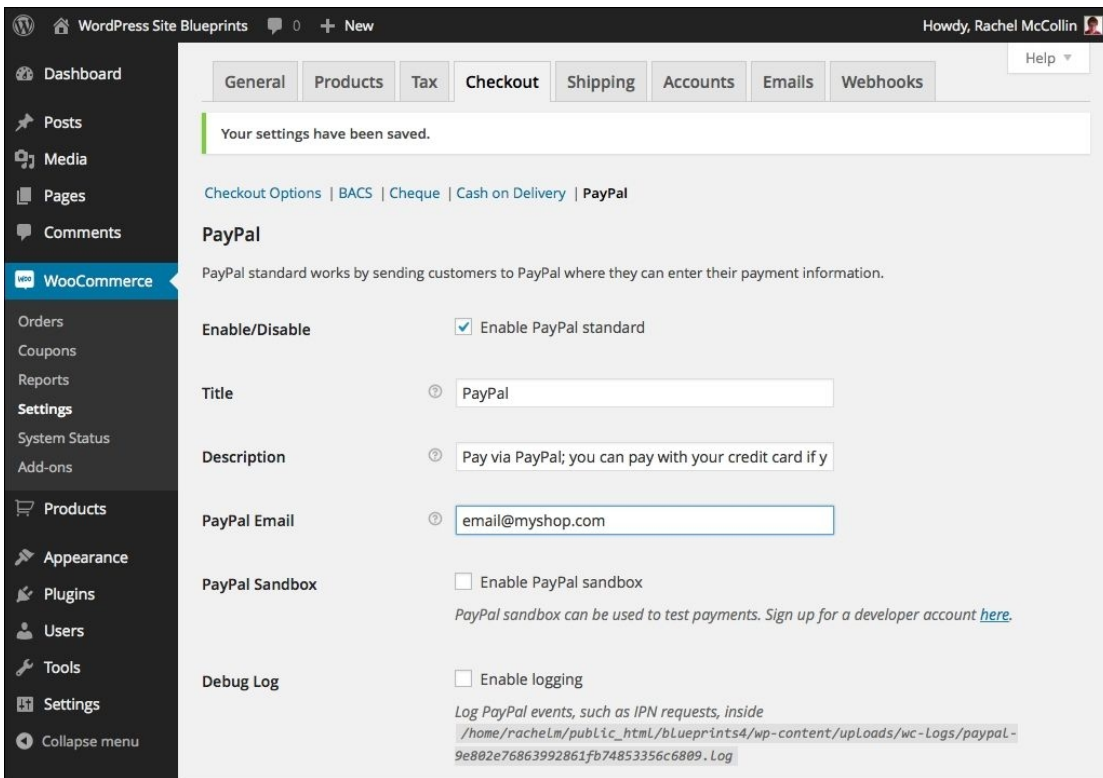 WordPress Site Blueprints 0 + New Howdy, Rachel McCollin
Help
Dashboard
Posts
Media
Pages
Comments
WOO WooCommerce
Orders
Coupons
Reports
Settings
System Status
Add-ons
Products
Appearance
Plugins
Users
Tools
Settings
Collapse menu
General Products Tax Checkout Shipping Accounts Emails Webhooks
Your settings have been saved.
Checkout Options | BACS | Cheque | Cash on Delivery | PayPal
PayPal
PayPal standard works by sending customers to PayPal where they can enter their payment information.
Enable/Disable Enable PayPal standard
Title ? PayPal
Description ? Pay via PayPal; you can pay with your credit card if y
PayPal Email ? email@myshop.com
PayPal Sandbox Enable PayPal sandbox
PayPal sandbox can be used to test payments. Sign up for a developer account here.
Debug Log Enable logging
Log PayPal events, such as IPN requests, inside
/home/rachelm/public_html/blueprints4/wp-content/uploads/wc-logs/paypal-
9e802e76863992861fb74853356c6809.log